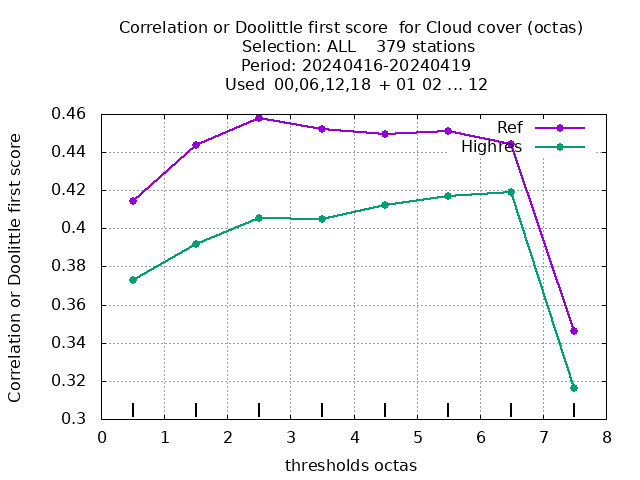 Correlation or Doolittle first score  for Cloud cover (octas)
Selection: ALL    379 stations
Period: 20240416-20240419
Used  00,06,12,18 + 01 02 ... 12
Correlation or Doolittle first score
0.46
0.44
0.42
0.4
0.38
0.36
0.34
0.32
0.3
Ref
Highres
0 1 2 3 4 5 6 7 8
thresholds octas